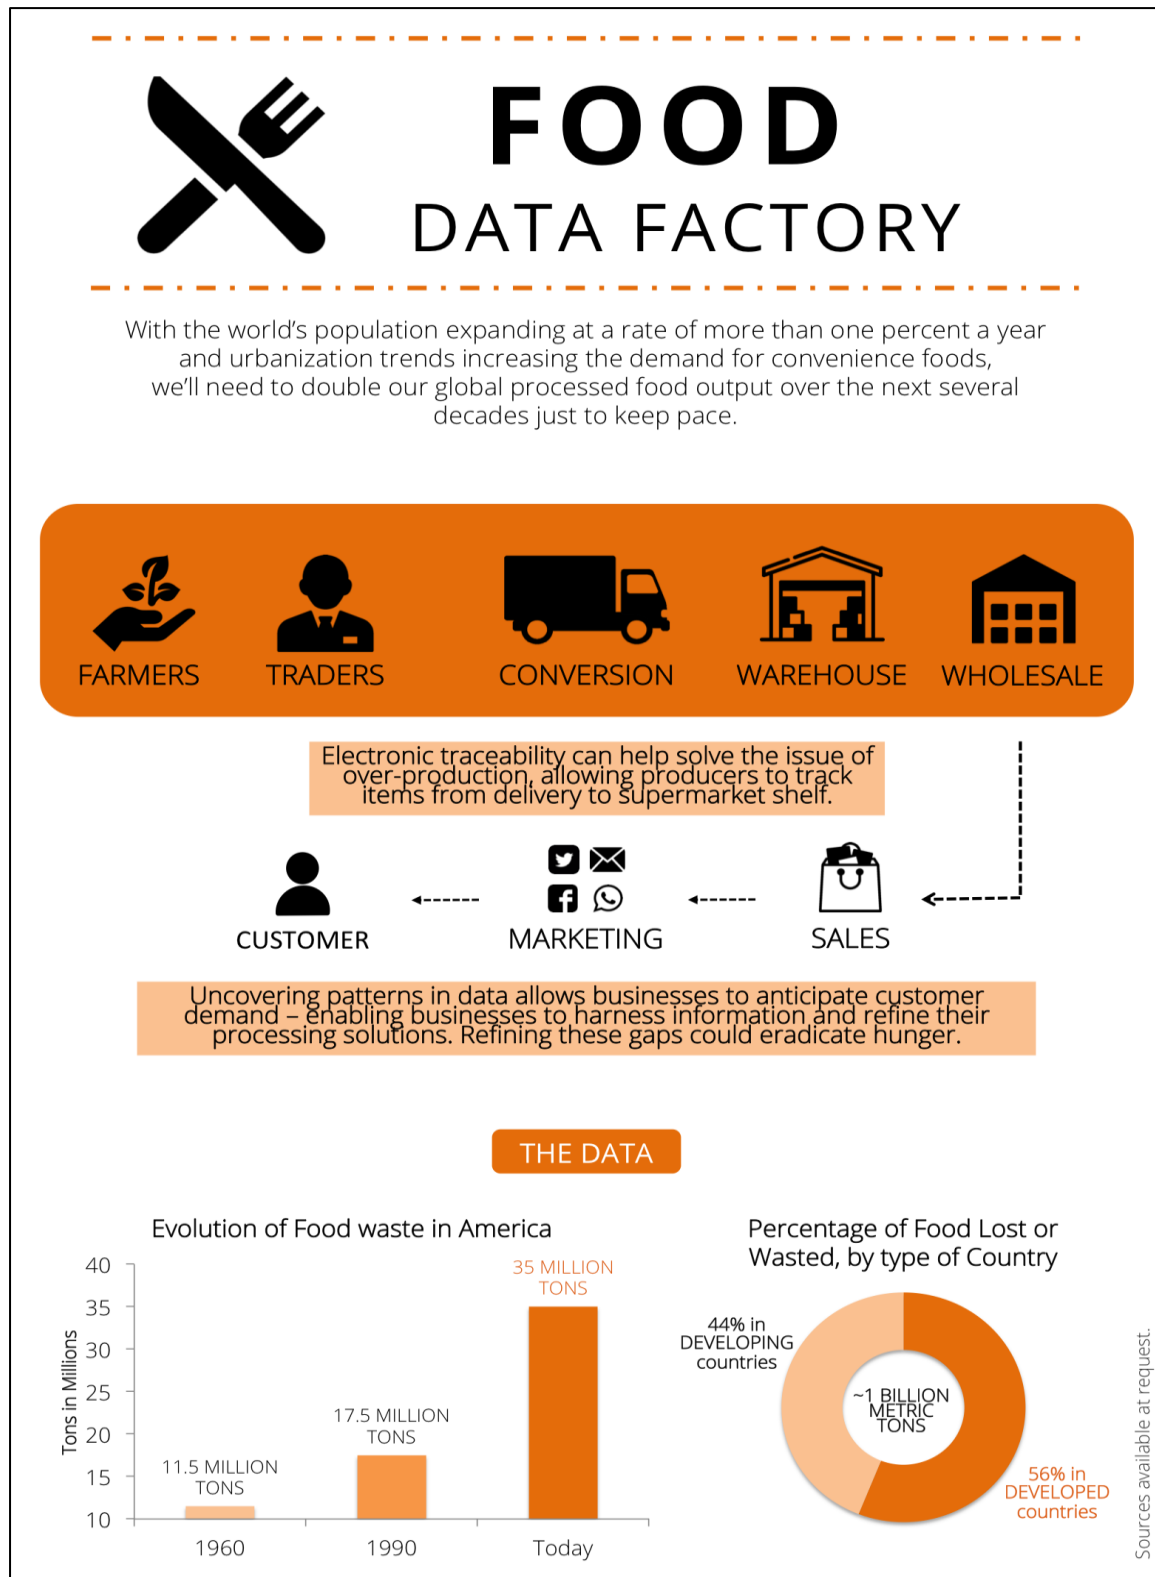 FOOD
DATA FACTORY
With the world’s population expanding at a rate of more than one percent a year
and urbanization trends increasing the demand for convenience foods,
we’ll need to double our global processed food output over the next several
decades just to keep pace.
FARMERS
TRADERS
CONVERSION
WAREHOUSE
WHOLESALE
Electronic traceability can help solve the issue of
over-production, allowing producers to track
items from delivery to supermarket shelf.
CUSTOMER
MARKETING
SALES
Uncovering patterns in data allows businesses to anticipate customer
demand – enabling businesses to harness information and refine their
processing solutions. Refining these gaps could eradicate hunger.
THE DATA
Evolution of Food waste in America
Tons in Millions
40
35
30
25
20
15
10
11.5 MILLION
TONS
17.5 MILLION
TONS
35 MILLION
TONS
1960
1990
Today
Percentage of Food Lost or
Wasted, by type of Country
44% in
DEVELOPING
countries
~1 BILLION
METRIC
TONS
56% in
DEVELOPED
countries
Sources available at request.